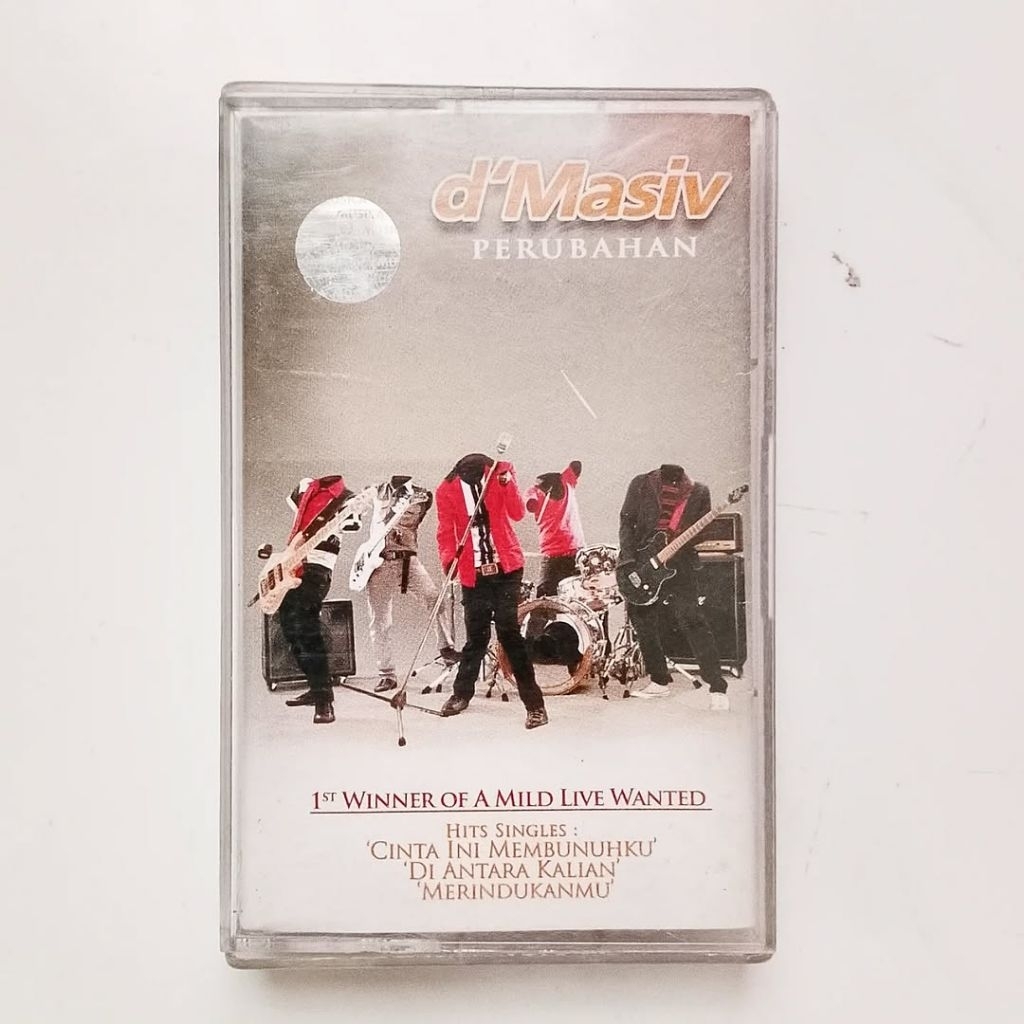 d'Masiv
PERUBAHAN
1ST WINNER OF A MILD LIVE WANTED
HITS SINGLES :
'CINTA INI MEMBUNUHKU'
'DI ANTARA KALIAN'
'MERINDUKANMU'